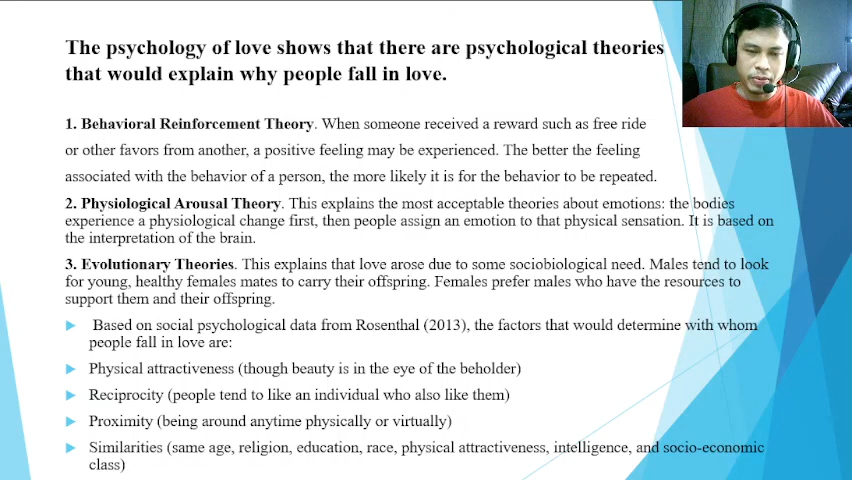 The psychology of love shows that there are psychological theories
that would explain why people fall in love.
1. Behavioral Reinforcement Theory. When someone received a reward such as free ride
or other favors from another, a positive feeling may be experienced. The better the feeling
associated with the behavior of a person, the more likely it is for the behavior to be repeated.
2. Physiological Arousal Theory. This explains the most acceptable theories about emotions: the bodies
experience a physiological change first, then people assign an emotion to that physical sensation. It is based on
the interpretation of the brain.
3. Evolutionary Theories. This explains that love arose due to some sociobiological need. Males tend to look
for young, healthy females mates to carry their offspring. Females prefer males who have the resources to
support them and their offspring.
Based on social psychological data from Rosenthal (2013), the factors that would determine with whom
people fall in love are:
Physical attractiveness (though beauty is in the eye of the beholder)
Reciprocity (people tend to like an individual who also like them)
Proximity (being around anytime physically or virtually)
Similarities (same age, religion, education, race, physical attractiveness, intelligence, and socio-economic
class)